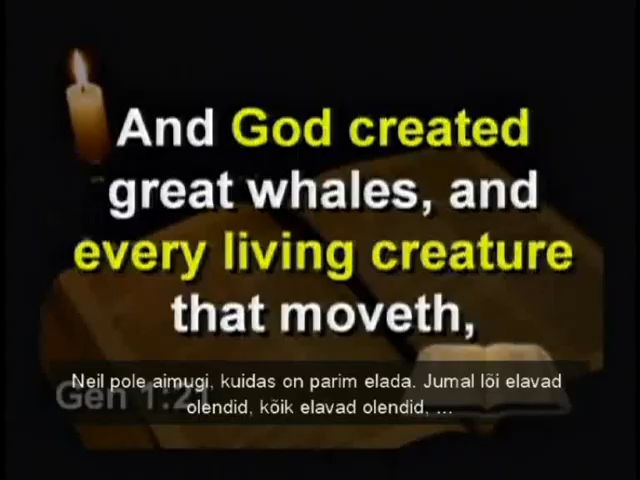 And God created
great whales, and
every living creature
that moveth,
Neil pole aimugi, kuidas on parim elada. Jumal lõi elavad
Gen 1:21
olendid, kõik elavad olendid, ...